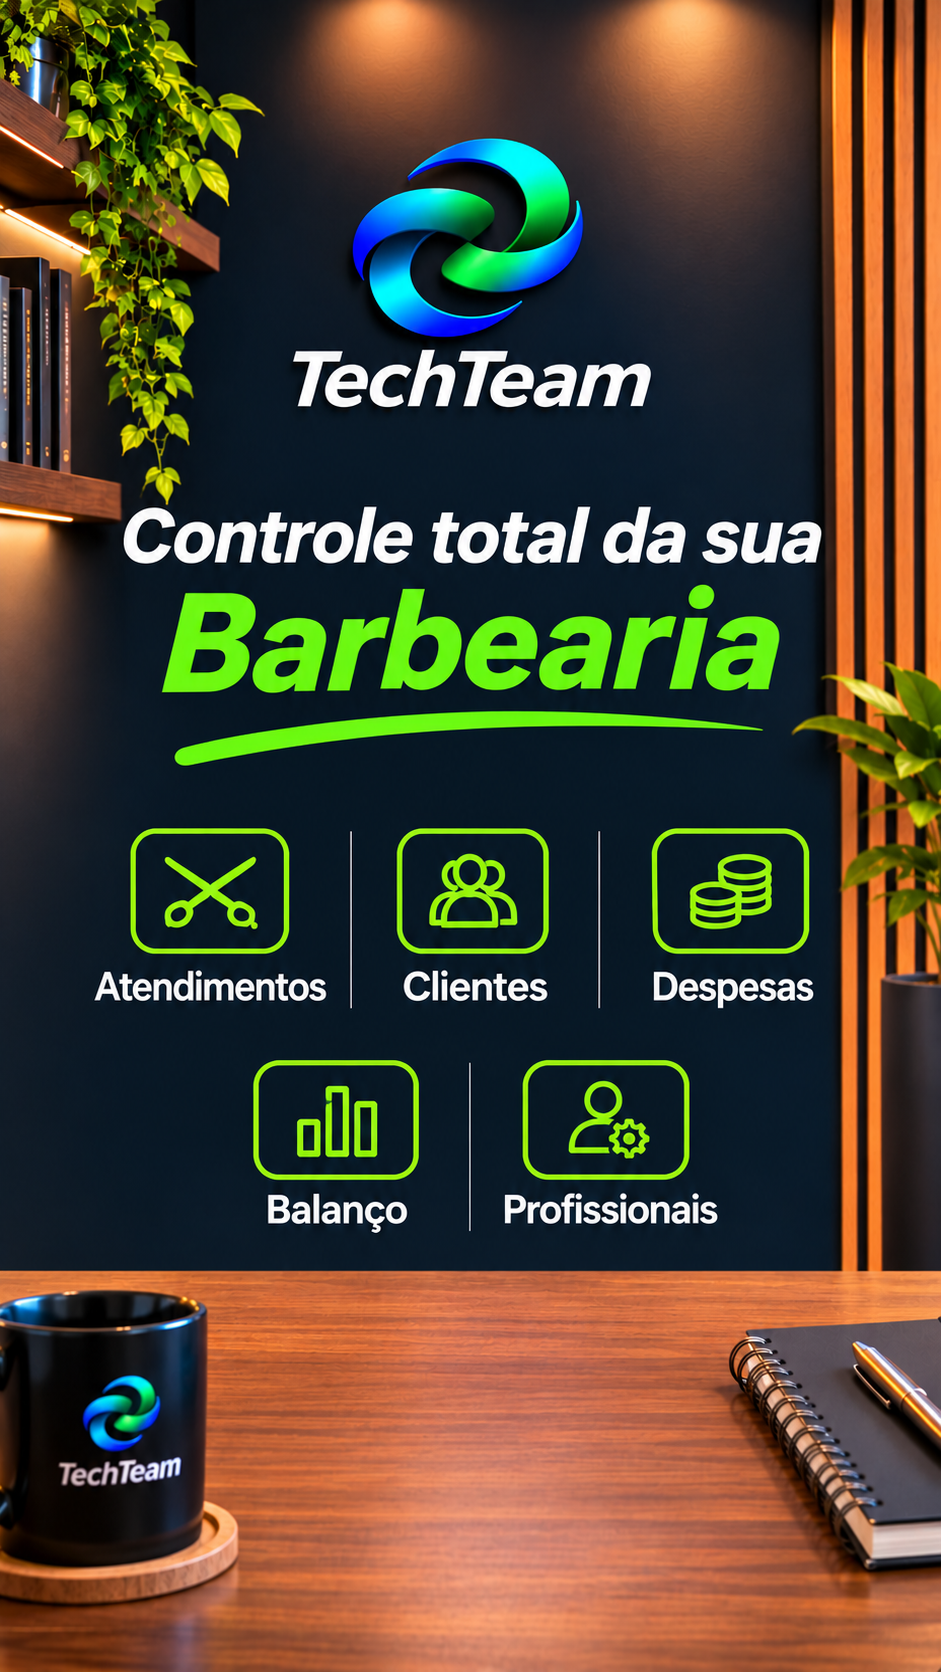 TechTeam
Controle total da sua
Barbearia
Atendimentos
Clientes
Despesas
Balanço
Profissionais
TechTeam